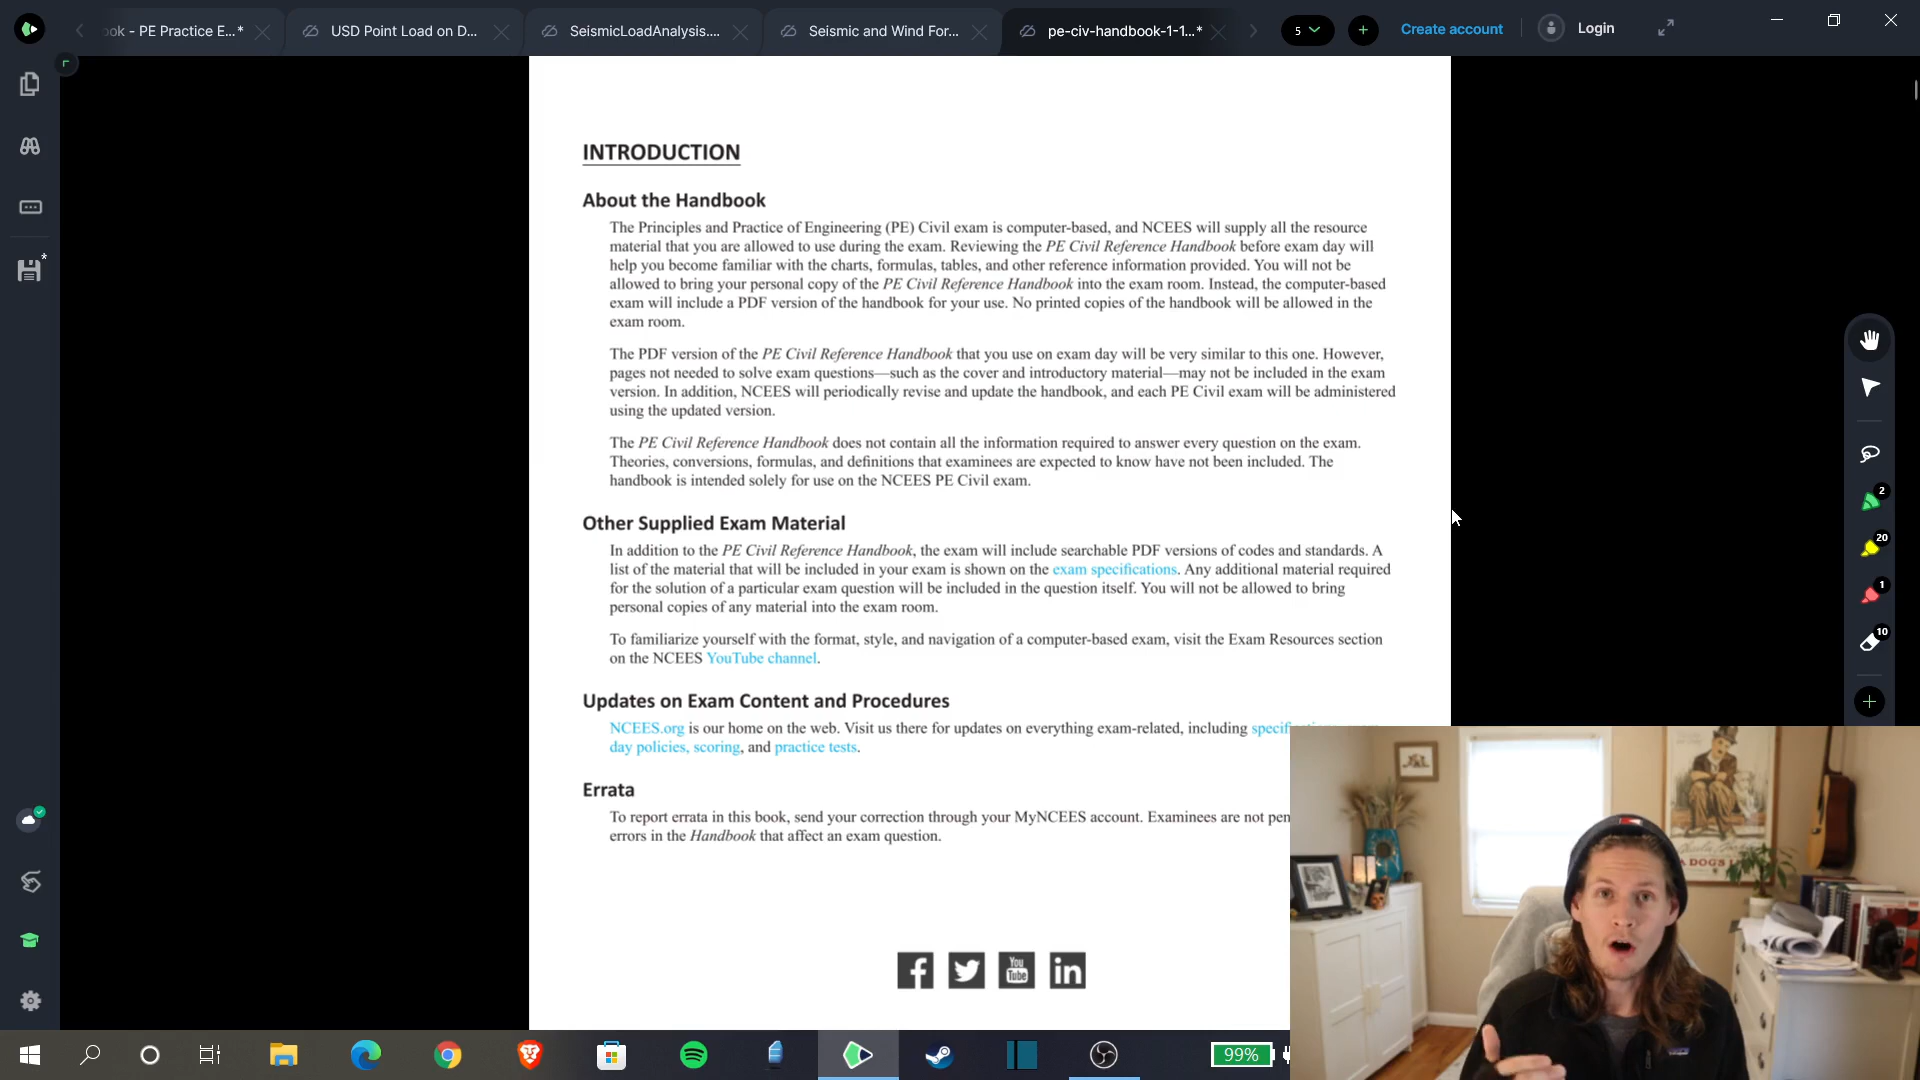 ok - PE Practice E...*
USD Point Load on D...
SeismicLoadAnalysis....
Seismic and Wind For...
pe-civ-handbook-1-1...*
5
Create account
Login
INTRODUCTION
About the Handbook
The Principles and Practice of Engineering (PE) Civil exam is computer-based, and NCEES will supply all the resource
material that you are allowed to use during the exam. Reviewing the PE Civil Reference Handbook before exam day will
help you become familiar with the charts, formulas, tables, and other reference information provided. You will not be
allowed to bring your personal copy of the PE Civil Reference Handbook into the exam room. Instead, the computer-based
exam will include a PDF version of the handbook for your use. No printed copies of the handbook will be allowed in the
exam room.
The PDF version of the PE Civil Reference Handbook that you use on exam day will be very similar to this one. However,
pages not needed to solve exam questions—such as the cover and introductory material—may not be included in the exam
version. In addition, NCEES will periodically revise and update the handbook, and each PE Civil exam will be administered
using the updated version.
The PE Civil Reference Handbook does not contain all the information required to answer every question on the exam.
Theories, conversions, formulas, and definitions that examinees are expected to know have not been included. The
handbook is intended solely for use on the NCEES PE Civil exam.
Other Supplied Exam Material
In addition to the PE Civil Reference Handbook, the exam will include searchable PDF versions of codes and standards. A
list of the material that will be included in your exam is shown on the exam specifications. Any additional material required
for the solution of a particular exam question will be included in the question itself. You will not be allowed to bring
personal copies of any material into the exam room.
To familiarize yourself with the format, style, and navigation of a computer-based exam, visit the Exam Resources section
on the NCEES YouTube channel.
Updates on Exam Content and Procedures
NCEES.org is our home on the web. Visit us there for updates on everything exam-related, including
day policies, scoring, and practice tests.
Errata
To report errata in this book, send your correction through your MyNCEES account. Examinees are not
errors in the Handbook that affect an exam question.
You
Tube
in
2
20
1
10
A DOG'S
99%